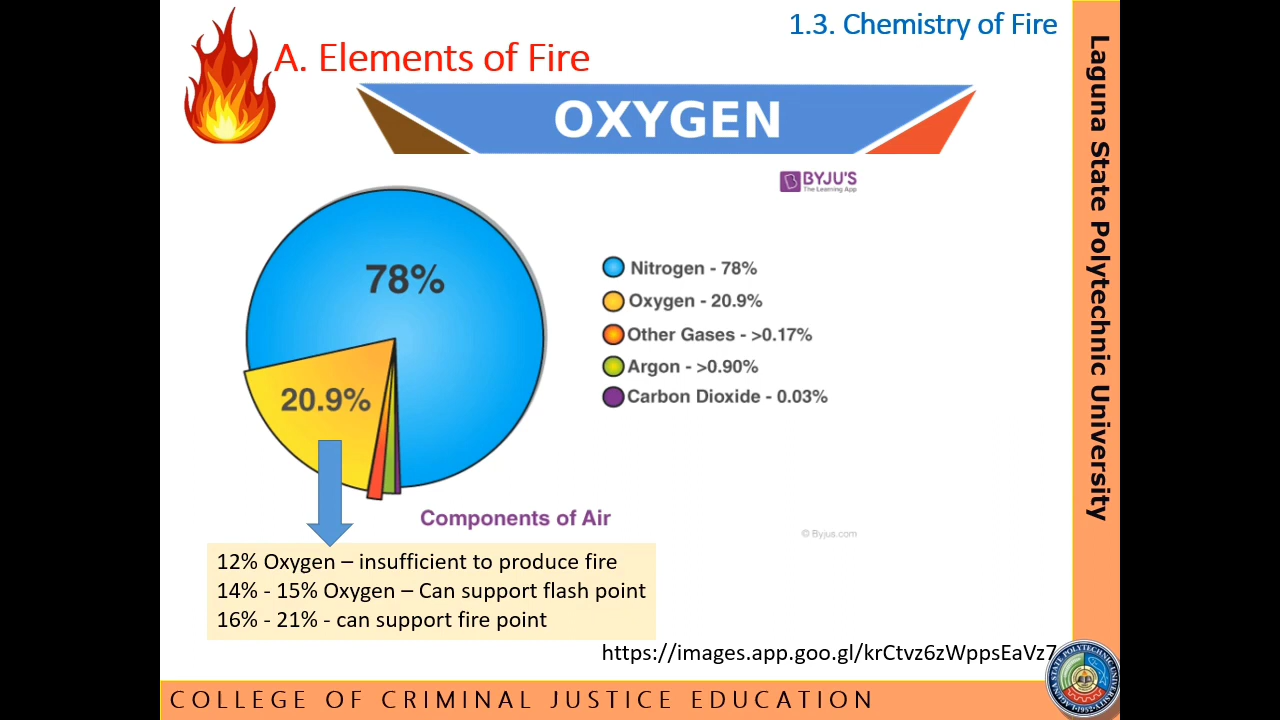 1.3. Chemistry of Fire
A. Elements of Fire
OXYGEN
BYJU'S
The Learning App
78%
20.9%
Nitrogen - 78%
Oxygen - 20.9%
Other Gases - >0.17%
Argon - >0.90%
Carbon Dioxide - 0.03%
Components of Air
© Byjus.com
12% Oxygen – insufficient to produce fire
14% - 15% Oxygen – Can support flash point
16% - 21% - can support fire point
https://images.app.goo.gl/krCtvz6zWppsEaVz7
COLLEGE OF CRIMINAL JUSTICE EDUCATION
Laguna State Polytechnic University